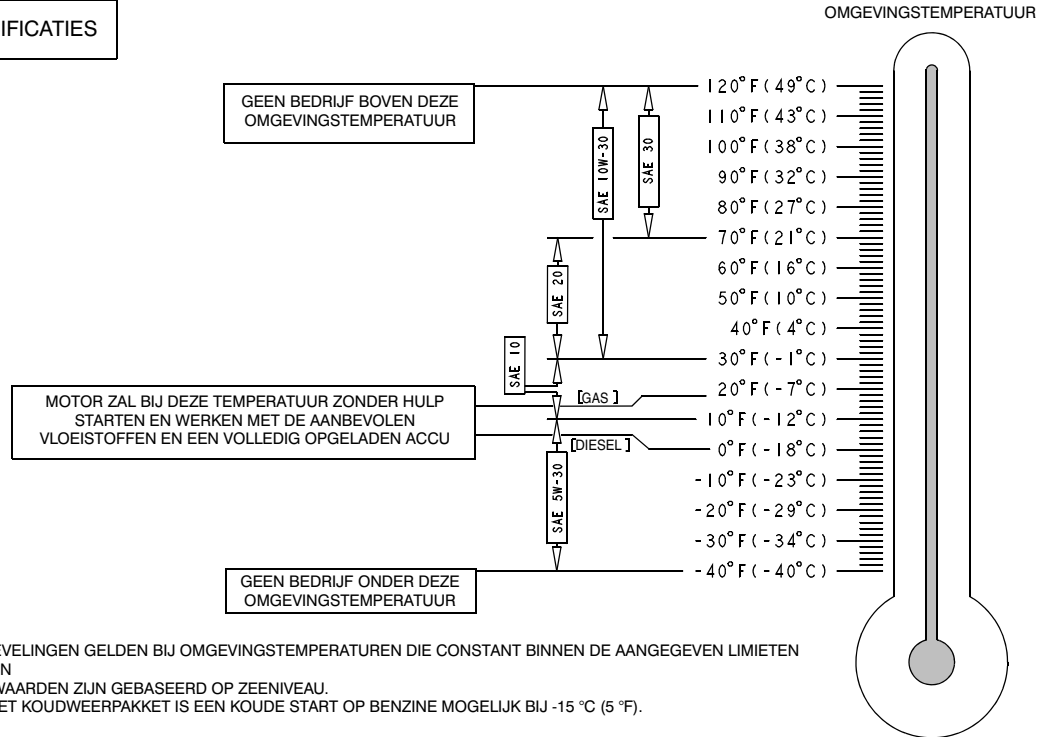 OMGEVINGSTEMPERATUUR
IFICATIES
GEEN BEDRIJF BOVEN DEZE
OMGEVINGSTEMPERATUUR
120°F(49°C)
110°F(43°C)
100°F(38°C)
90°F(32°C)
80°F(27°C)
70°F(21°C)
60°F(16°C)
50°F(10°C)
40°F(4°C)
30°F(-1°C)
20°F(-7°C)
10°F(-12°C)
0°F(-18°C)
-10°F(-23°C)
-20°F(-29°C)
-30°F(-34°C)
-40°F(-40°C)
SAE 10W-30
SAE 30
SAE 20
SAE 10
SAE 5W-30
[GAS]
[DIESEL]
MOTOR ZAL BIJ DEZE TEMPERATUUR ZONDER HULP
STARTEN EN WERKEN MET DE AANBEVOLEN
VLOEISTOFFEN EN EEN VOLLEDIG OPGELADEN ACCU
GEEN BEDRIJF ONDER DEZE
OMGEVINGSTEMPERATUUR
EVELINGEN GELDEN BIJ OMGEVINGSTEMPERATUREN DIE CONSTANT BINNEN DE AANGEGEVEN LIMIETEN
N
WAARDEN ZIJN GEBASEERD OP ZEENIVEAU.
ET KOUDWEERPAKKET IS EEN KOUDE START OP BENZINE MOGELIJK BIJ -15 °C (5 °F).